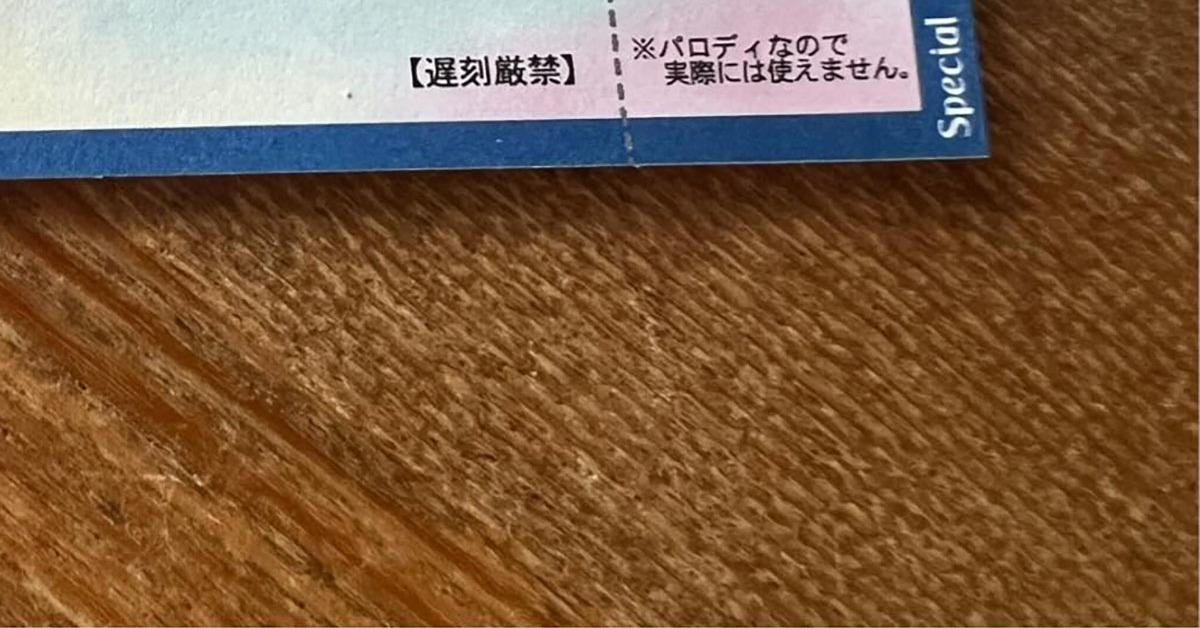 【遅刻厳禁】
※パロディなので
実際には使えません。
Special